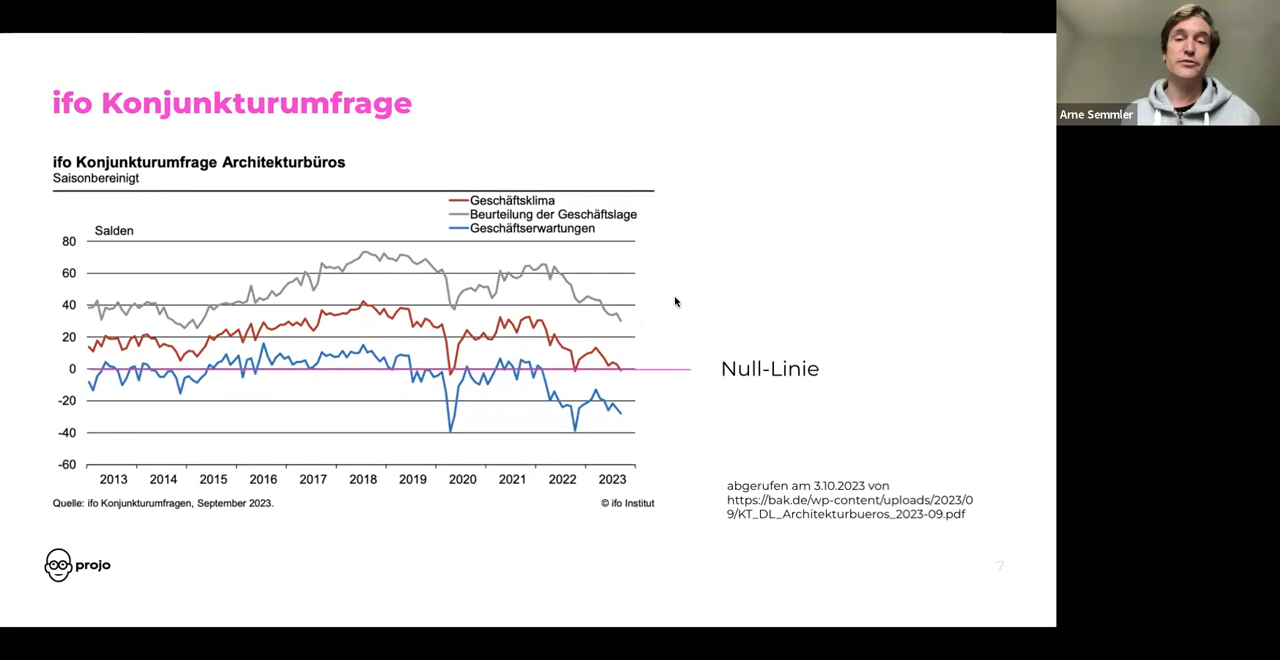 ifo Konjunkturumfrage
ifo Konjunkturumfrage Architekturbüros
Saisonbereinigt
Geschäftsklima
Beurteilung der Geschäftslage
Geschäftserwartungen
Salden
80
60
40
20
0
-20
-40
-60
2013 2014 2015 2016 2017 2018 2019 2020 2021 2022 2023
Quelle: ifo Konjunkturumfragen, September 2023.
© ifo Institut
Null-Linie
abgerufen am 3.10.2023 von
https://bak.de/wp-content/uploads/2023/0
9/KT_DL_Architekturbueros_2023-09.pdf
projo
7
Arne Semmler